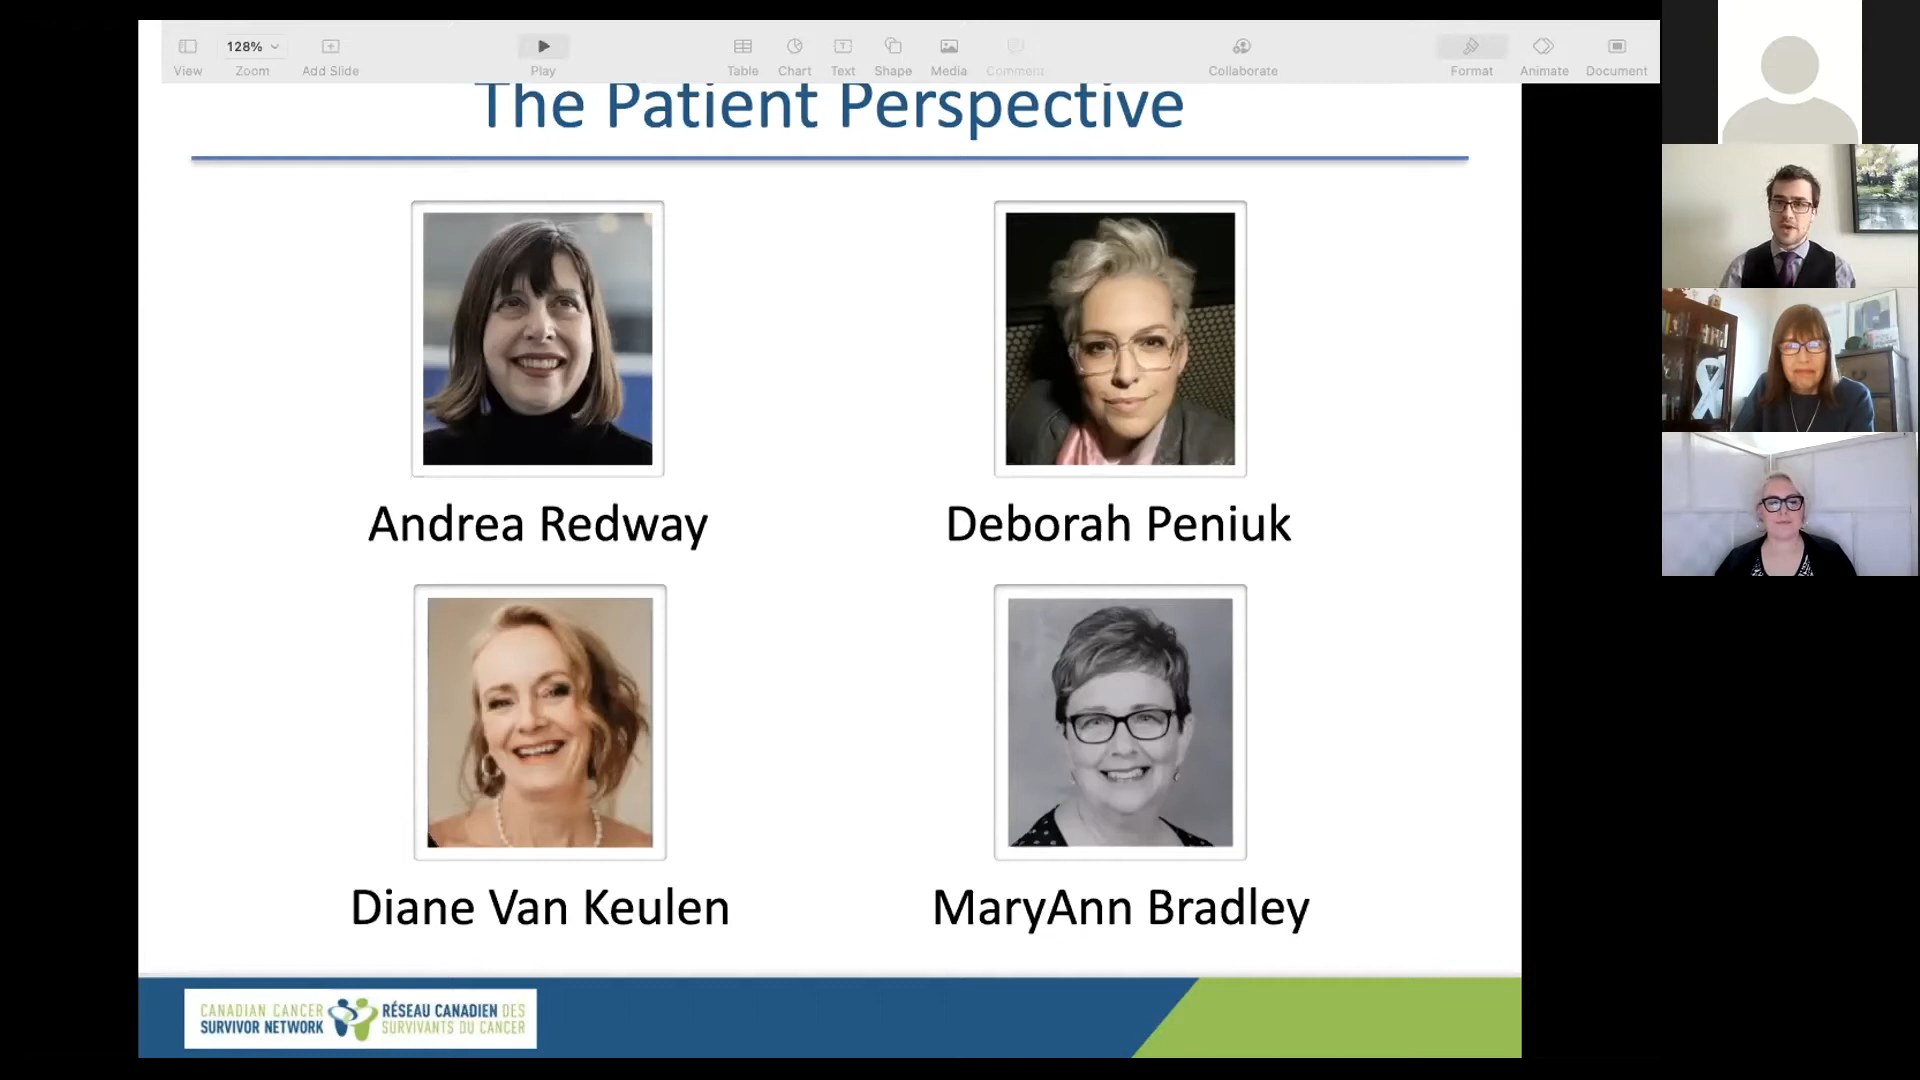 128%
View
Zoom
Add Slide
Play
Table
Chart
Text
Shape
Media
Comment
Collaborate
Format
Animate
Document
The Patient Perspective
Andrea Redway
Deborah Peniuk
Diane Van Keulen
MaryAnn Bradley
CANADIAN CANCER
SURVIVOR NETWORK
RÉSEAU CANADIEN DES
SURVIVANTS DU CANCER